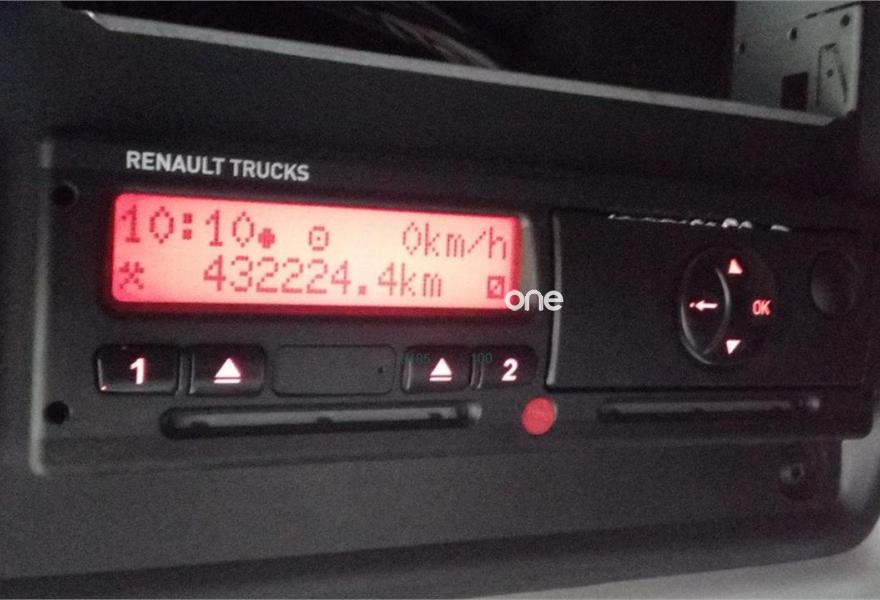 RENAULT TRUCKS
10:10 0km/h
432224.4km
one
1 2
OK